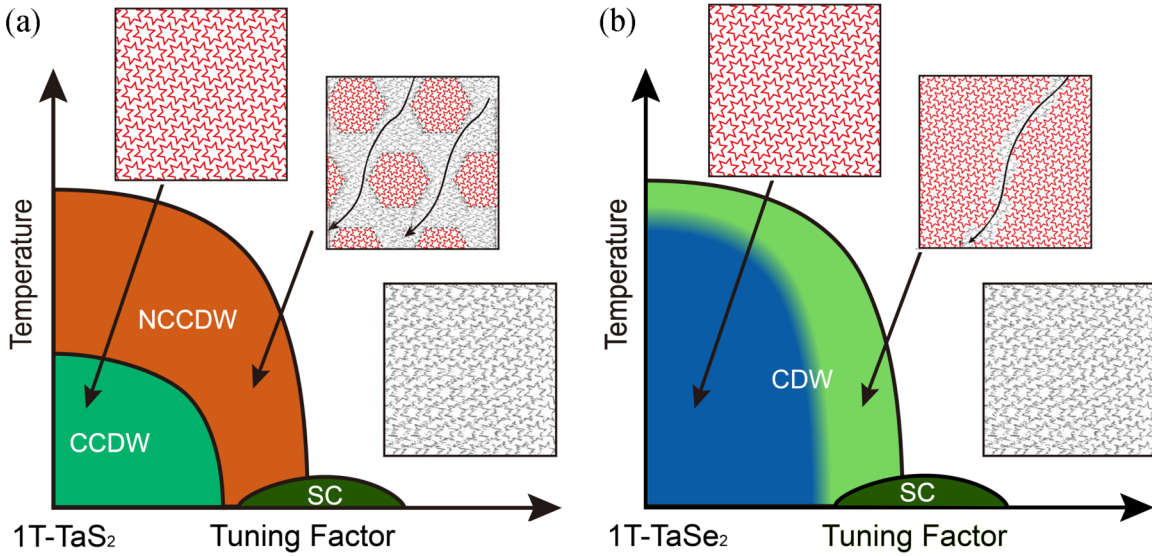 (a)
Temperature
NCCDW
CCDW
SC
1T-TaS₂
Tuning Factor
(b)
Temperature
CDW
SC
1T-TaSe₂
Tuning Factor